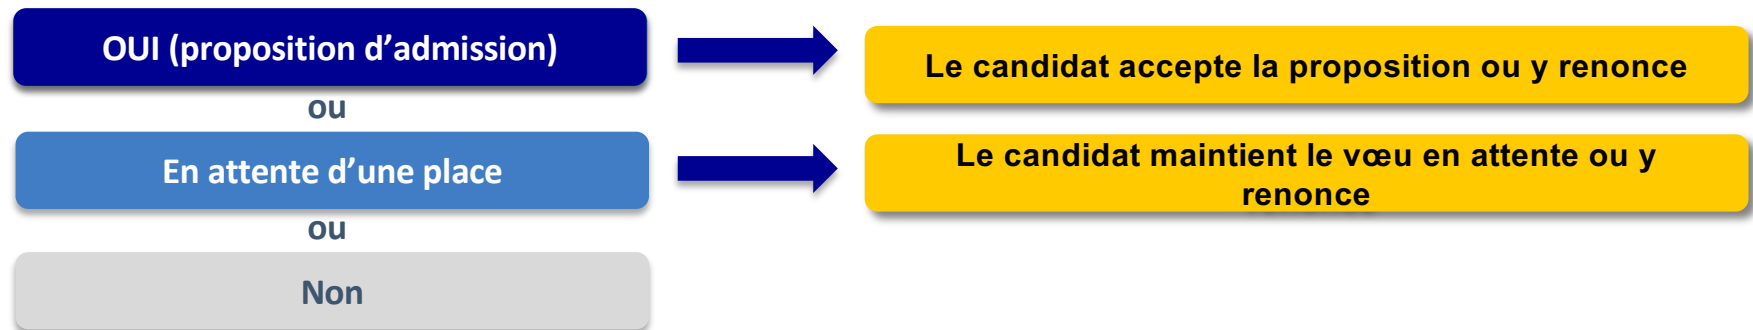 OUI (proposition d’admission)
Le candidat accepte la proposition ou y renonce
ou
En attente d’une place
Le candidat maintient le vœu en attente ou y
renonce
ou
Non